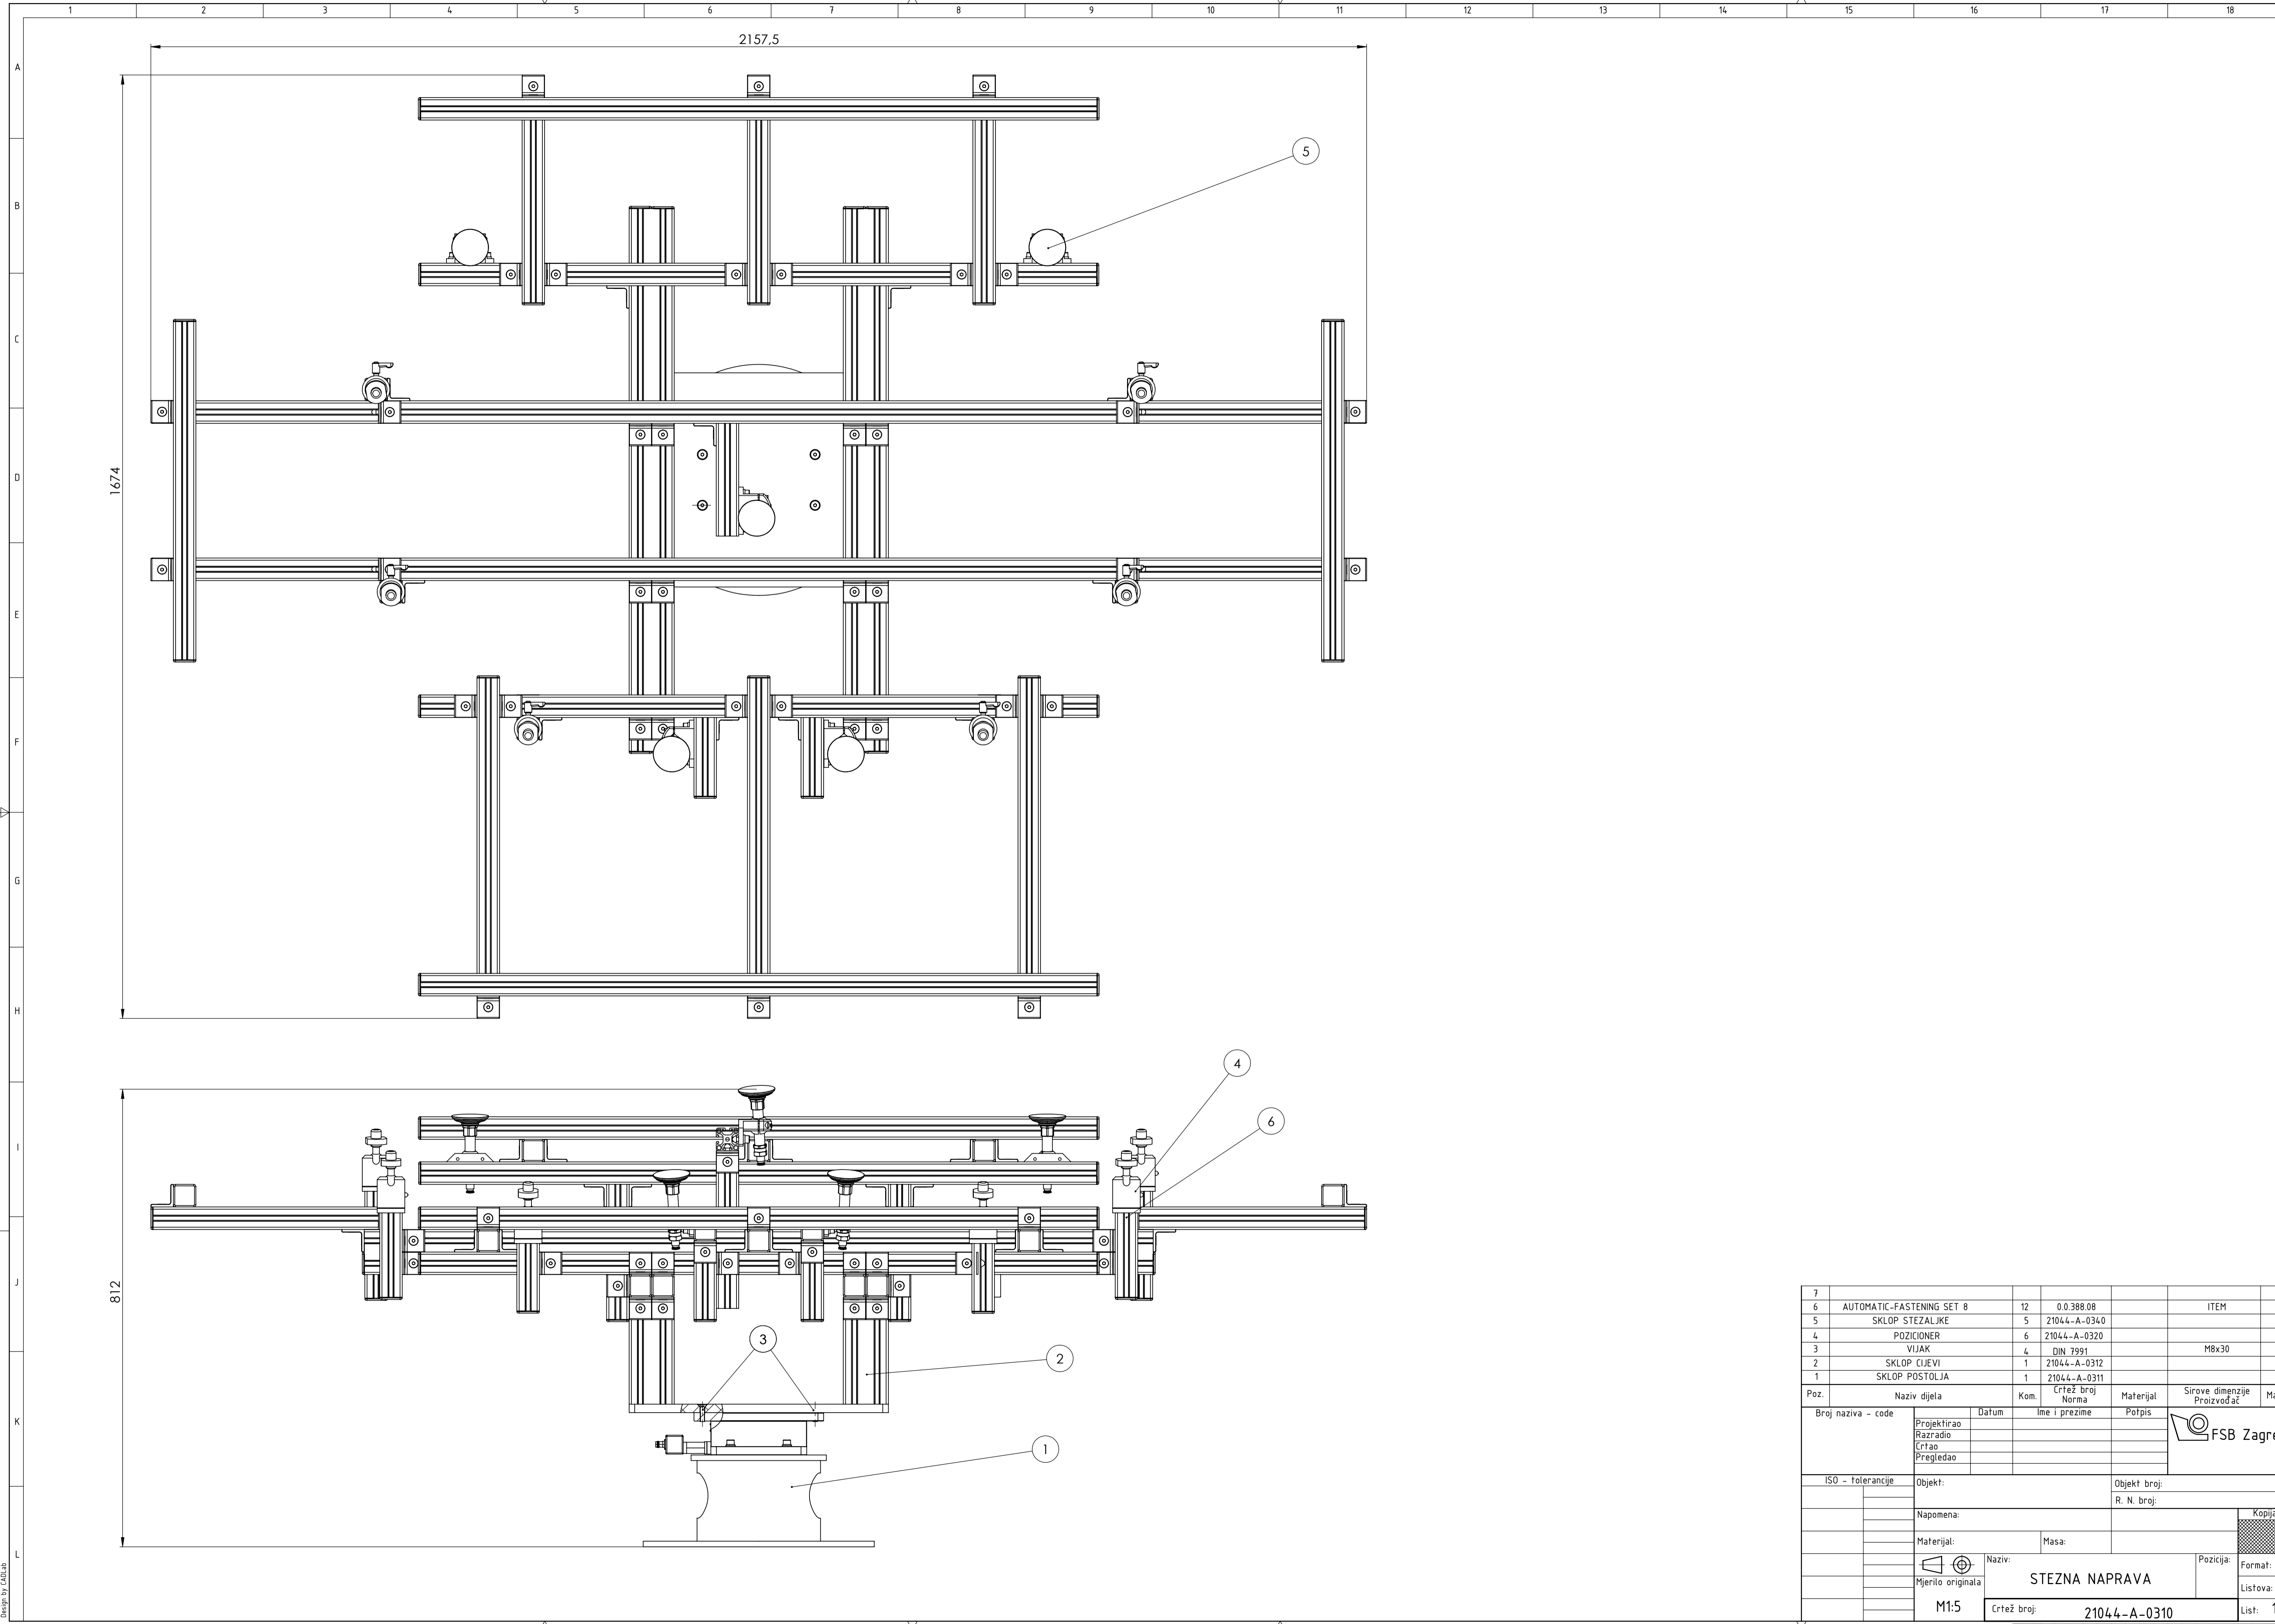 1 2 3 4 5 6 7 8 9 10 11 12 13 14 15 16 17 18
A
B
C
D
E
F
G
H
I
J
K
L
2157,5
1674
5
812
4
6
3
2
1
7
6 AUTOMATIC-FASTENING SET 8 12 0.0.388.08 ITEM
5 SKLOP STEZALJKE 5 21044-A-0340
4 POZICIONER 6 21044-A-0320
3 VIJAK 4 DIN 7991 M8x30
2 SKLOP CIJEVI 1 21044-A-0312
1 SKLOP POSTOLJA 1 21044-A-0311
Poz. Naziv dijela Kom. Crtež broj Norma Materijal Sirove dimenzije Proizvođač Ma
Broj naziva - code Datum Ime i prezime Potpis
Projektirao
Razradio
Crtao
Pregledao
FSB Zagre
ISO - tolerancije
Objekt:
Objekt broj:
R. N. broj:
Napomena:
Kopija
Materijal:
Masa:
Naziv:
STEZNA NAPRAVA
Pozicija:
Format:
Listova:
Mjerilo originala
M1:5
Crtež broj: 21044-A-0310
List: 1
Design by CADLab